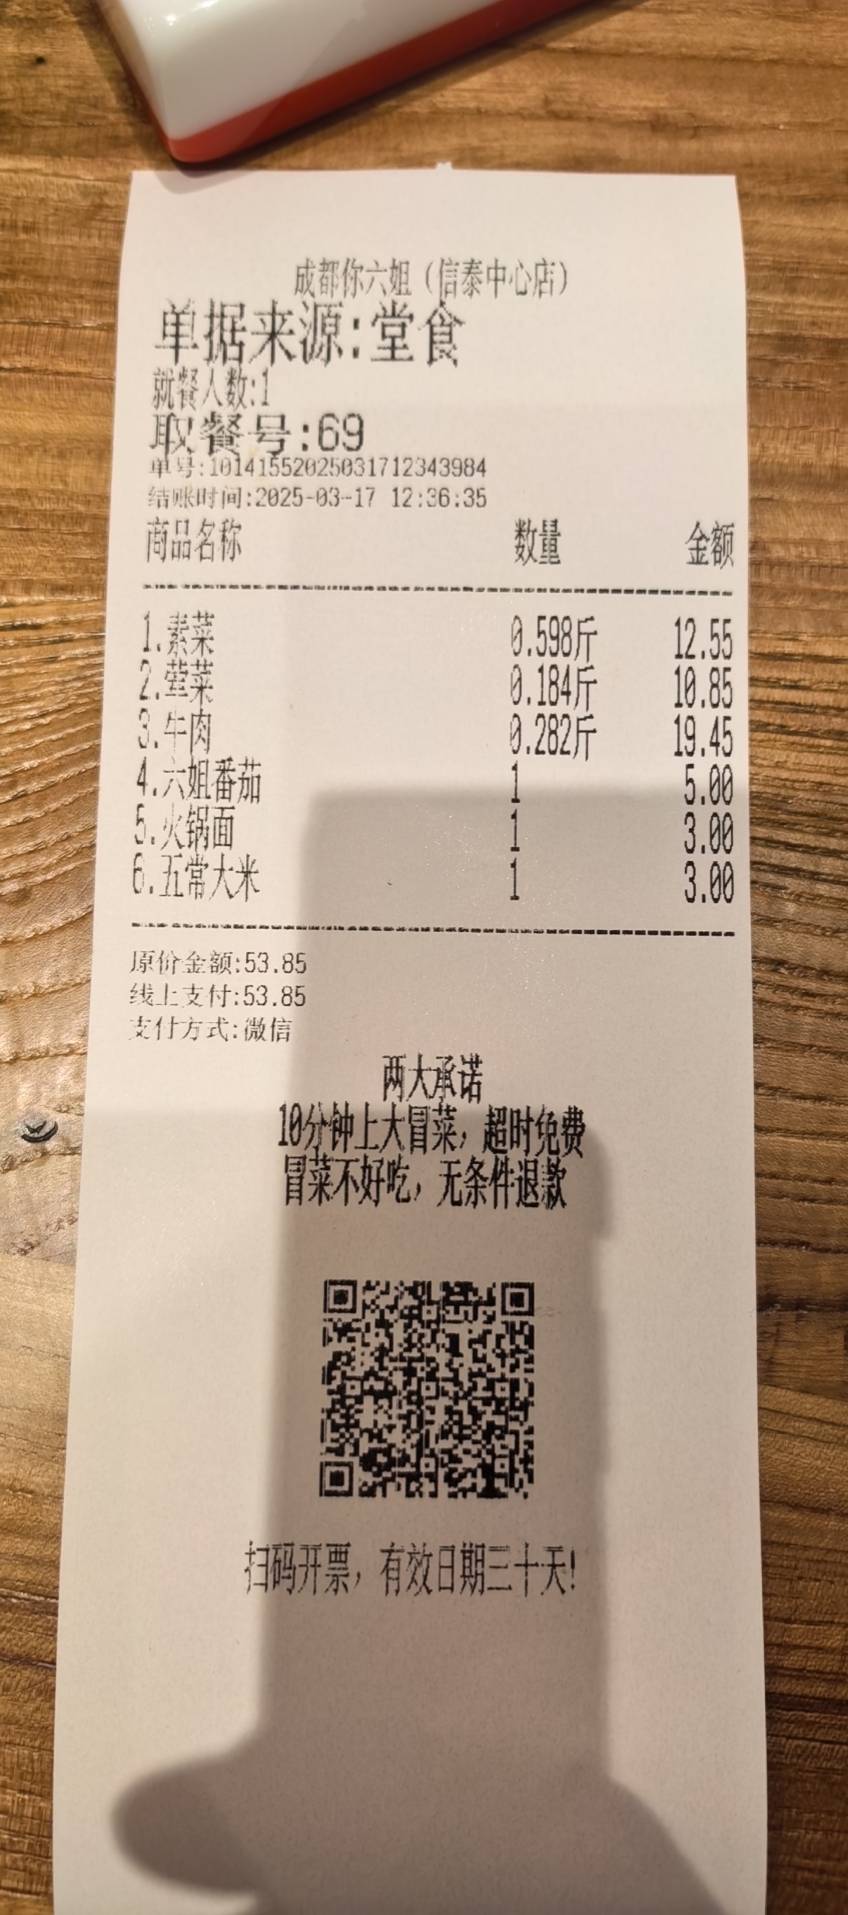 成都你六姐（信泰中心店）
单据来源:堂食
就餐人数:1
取餐号:69
单号:10141552025031712343984
结账时间:2025-03-17 12:36:35
商品名称 数量 金额
1.素菜 0.598斤 12.55
2.荤菜 0.184斤 10.85
3.牛肉 0.282斤 19.45
4.六姐番茄 1 5.00
5.火锅面 1 3.00
6.五常大米 1 3.00
原价金额:53.85
线上支付:53.85
支付方式:微信
两大承诺
10分钟上大冒菜，超时免费
冒菜不好吃，无条件退款
扫码开票，有效日期三十天!